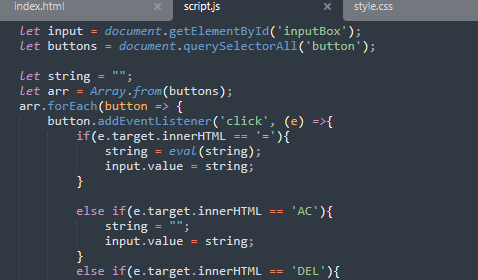 index.html × script.js × style.css
let input = document.getElementById('inputBox');
let buttons = document.querySelectorAll('button');
let string = "";
let arr = Array.from(buttons);
arr.forEach(button => {
button.addEventListener('click', (e) =>{
if(e.target.innerHTML == '='){
string = eval(string);
input.value = string;
}
else if(e.target.innerHTML == 'AC'){
string = "";
input.value = string;
}
else if(e.target.innerHTML == 'DEL'){